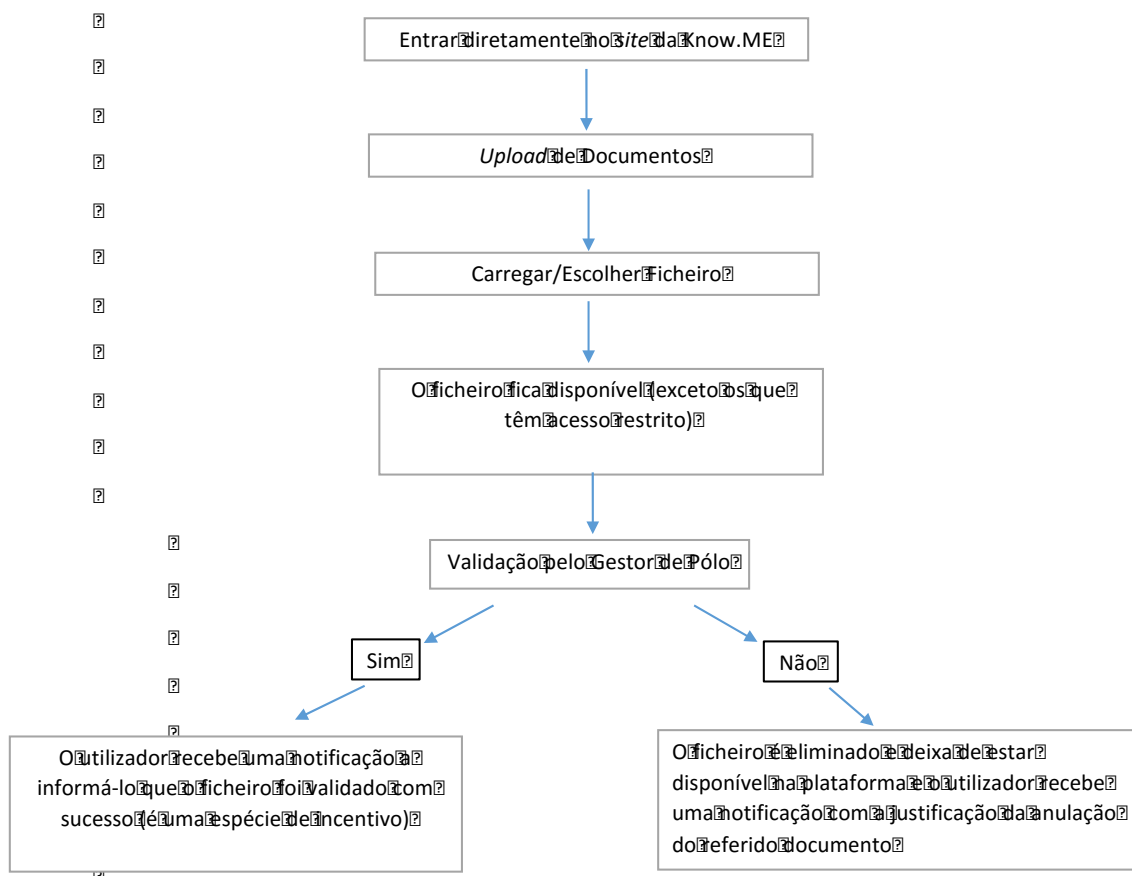 Entrar diretamente no site da Know.ME
Upload de Documentos
Carregar/Escolher Ficheiro
O ficheiro fica disponível (exceto os que
têm acesso restrito)
Validação pelo Gestor de Pólo
Sim
Não
O utilizador recebe uma notificação a
informá-lo que o ficheiro foi validado com
sucesso (é uma espécie de incentivo)
O ficheiro é eliminado e deixa de estar
disponível na plataforma e o utilizador recebe
uma notificação com a justificação da anulação
do referido documento